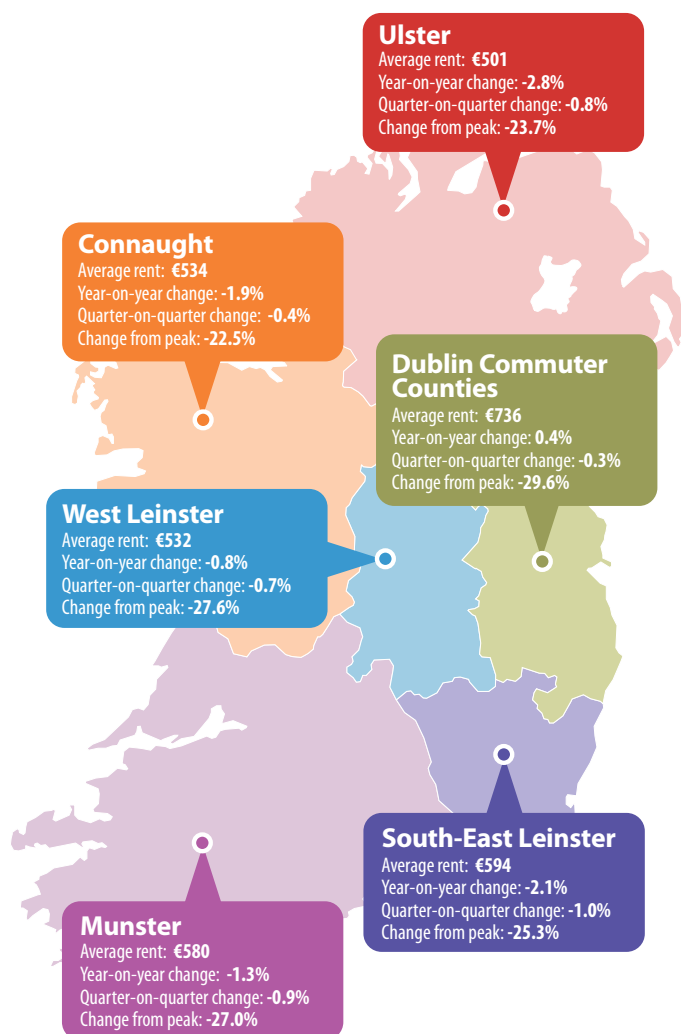 Ulster
Average rent: €501
Year-on-year change: -2.8%
Quarter-on-quarter change: -0.8%
Change from peak: -23.7%
Connaught
Average rent: €534
Year-on-year change: -1.9%
Quarter-on-quarter change: -0.4%
Change from peak: -22.5%
Dublin Commuter
Counties
Average rent: €736
Year-on-year change: 0.4%
Quarter-on-quarter change: -0.3%
Change from peak: -29.6%
West Leinster
Average rent: €532
Year-on-year change: -0.8%
Quarter-on-quarter change: -0.7%
Change from peak: -27.6%
South-East Leinster
Average rent: €594
Year-on-year change: -2.1%
Quarter-on-quarter change: -1.0%
Change from peak: -25.3%
Munster
Average rent: €580
Year-on-year change: -1.3%
Quarter-on-quarter change: -0.9%
Change from peak: -27.0%